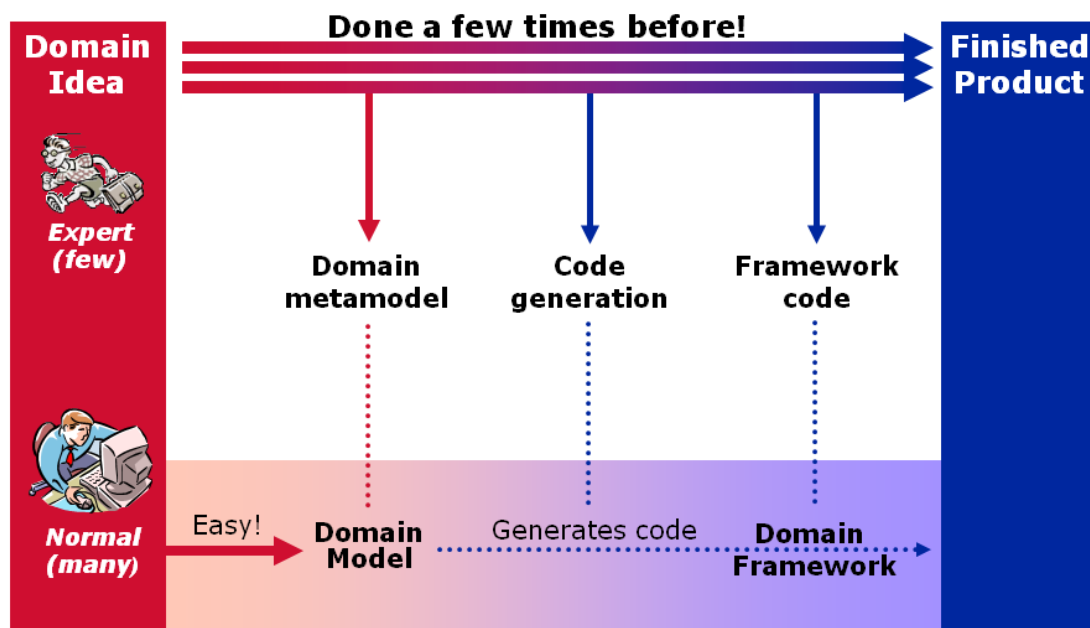 Done a few times before!
Domain
Idea
Finished
Product
Expert
(few)
Domain
metamodel
Code
generation
Framework
code
Normal
(many)
Easy!
Domain
Model
Generates code
Domain
Framework